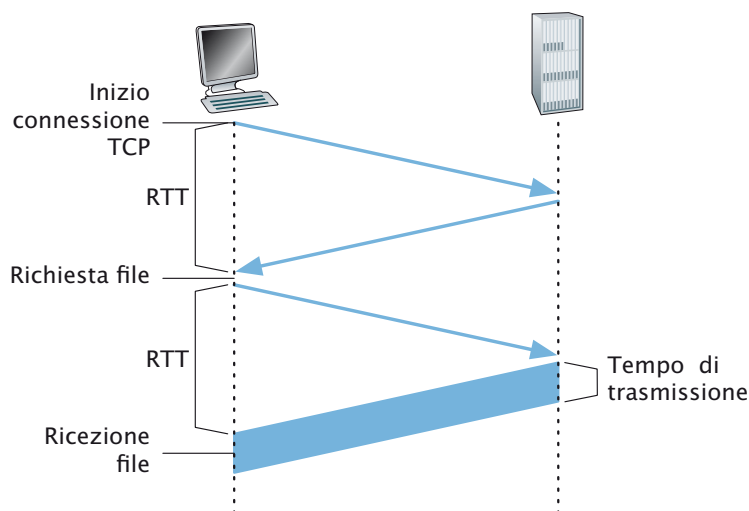 Inizio
connessione
TCP
RTT
Richiesta file
RTT
Tempo di
trasmissione
Ricezione
file